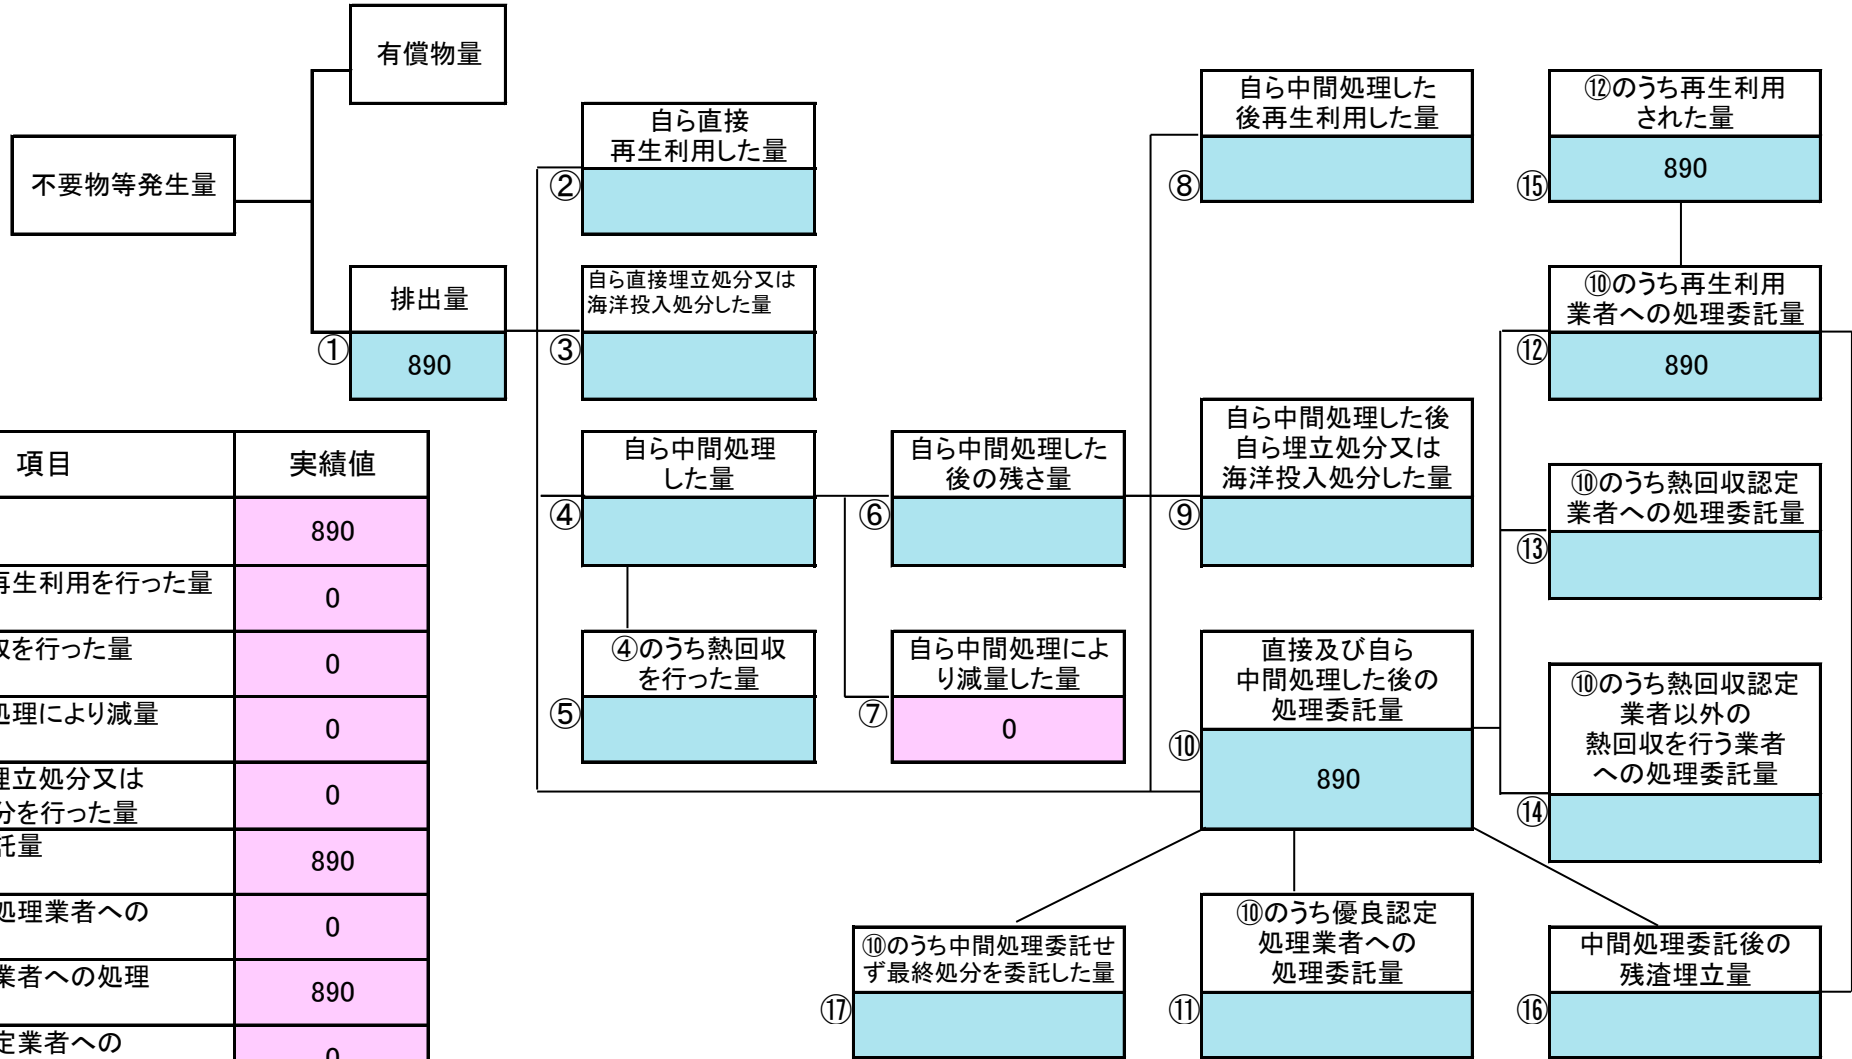 有償物量
不要物等発生量
排出量
①
890
自ら直接
再生利用した量
②
自ら直接埋立処分又は
海洋投入処分した量
③
自ら中間処理
した量
④
④のうち熱回収
を行った量
⑤
自ら中間処理した
後の残さ量
⑥
自ら中間処理によ
り減量した量
⑦
0
自ら中間処理した
後再生利用した量
⑧
自ら中間処理した後
自ら埋立処分又は
海洋投入処分した量
⑨
直接及び自ら
中間処理した後の
処理委託量
⑩
890
⑫のうち再生利用
された量
⑮
890
⑩のうち再生利用
業者への処理委託量
⑫
890
⑩のうち熱回収認定
業者への処理委託量
⑬
⑩のうち熱回収認定
業者以外の
熱回収を行う業者
への処理委託量
⑭
⑩のうち中間処理委託せ
ず最終処分を委託した量
⑰
⑩のうち優良認定
処理業者への
処理委託量
⑪
中間処理委託後の
残渣埋立量
⑯
項目 実績値
890
再生利用を行った量 0
収を行った量 0
処理により減量 0
埋立処分又は
分を行った量 0
託量 890
処理業者への 0
業者への処理 890
定業者への 0